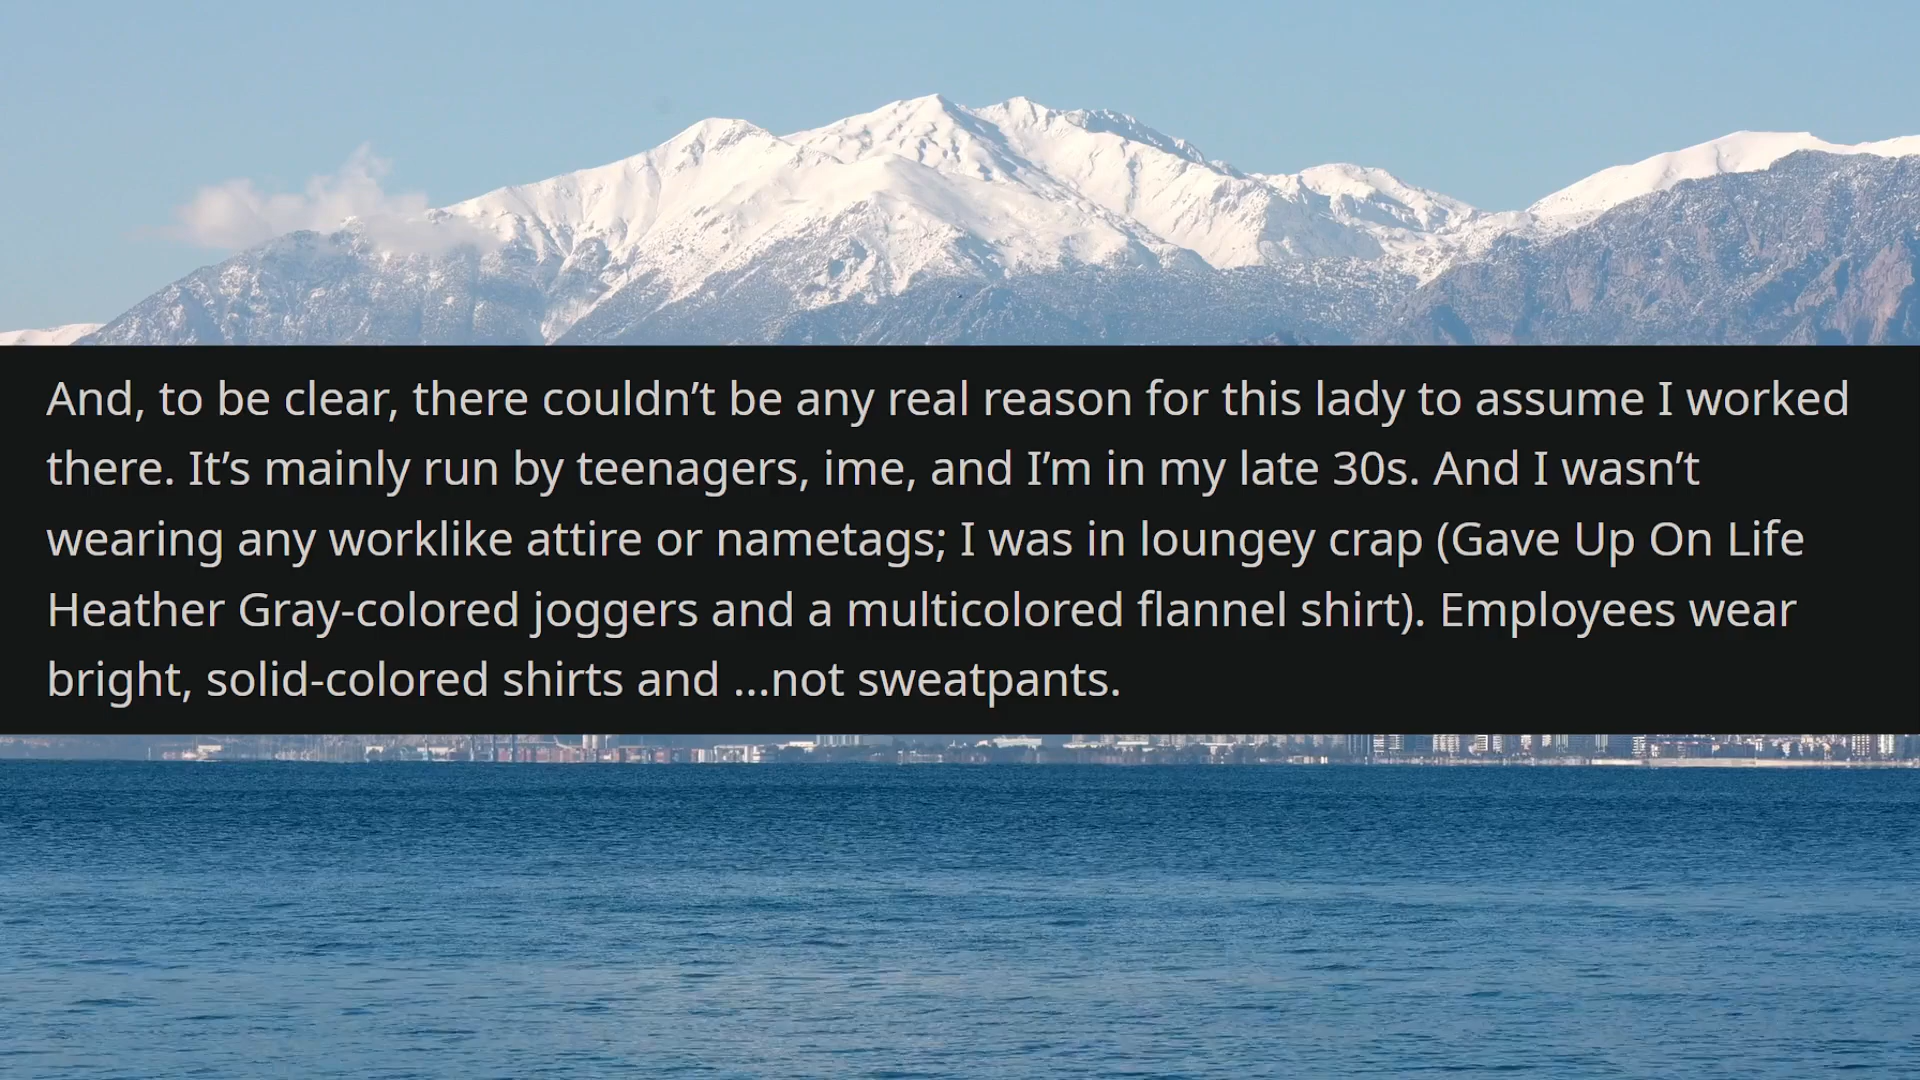 And, to be clear, there couldn’t be any real reason for this lady to assume I worked
there. It’s mainly run by teenagers, ime, and I’m in my late 30s. And I wasn’t
wearing any worklike attire or nametags; I was in loungey crap (Gave Up On Life
Heather Gray-colored joggers and a multicolored flannel shirt). Employees wear
bright, solid-colored shirts and ...not sweatpants.